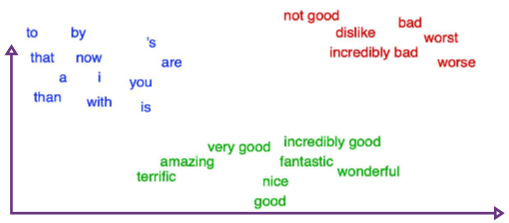 to by 's
that now are
a i you
than with is
not good bad
dislike worst
incredibly bad worse
very good incredibly good
amazing fantastic
terrific nice wonderful
good